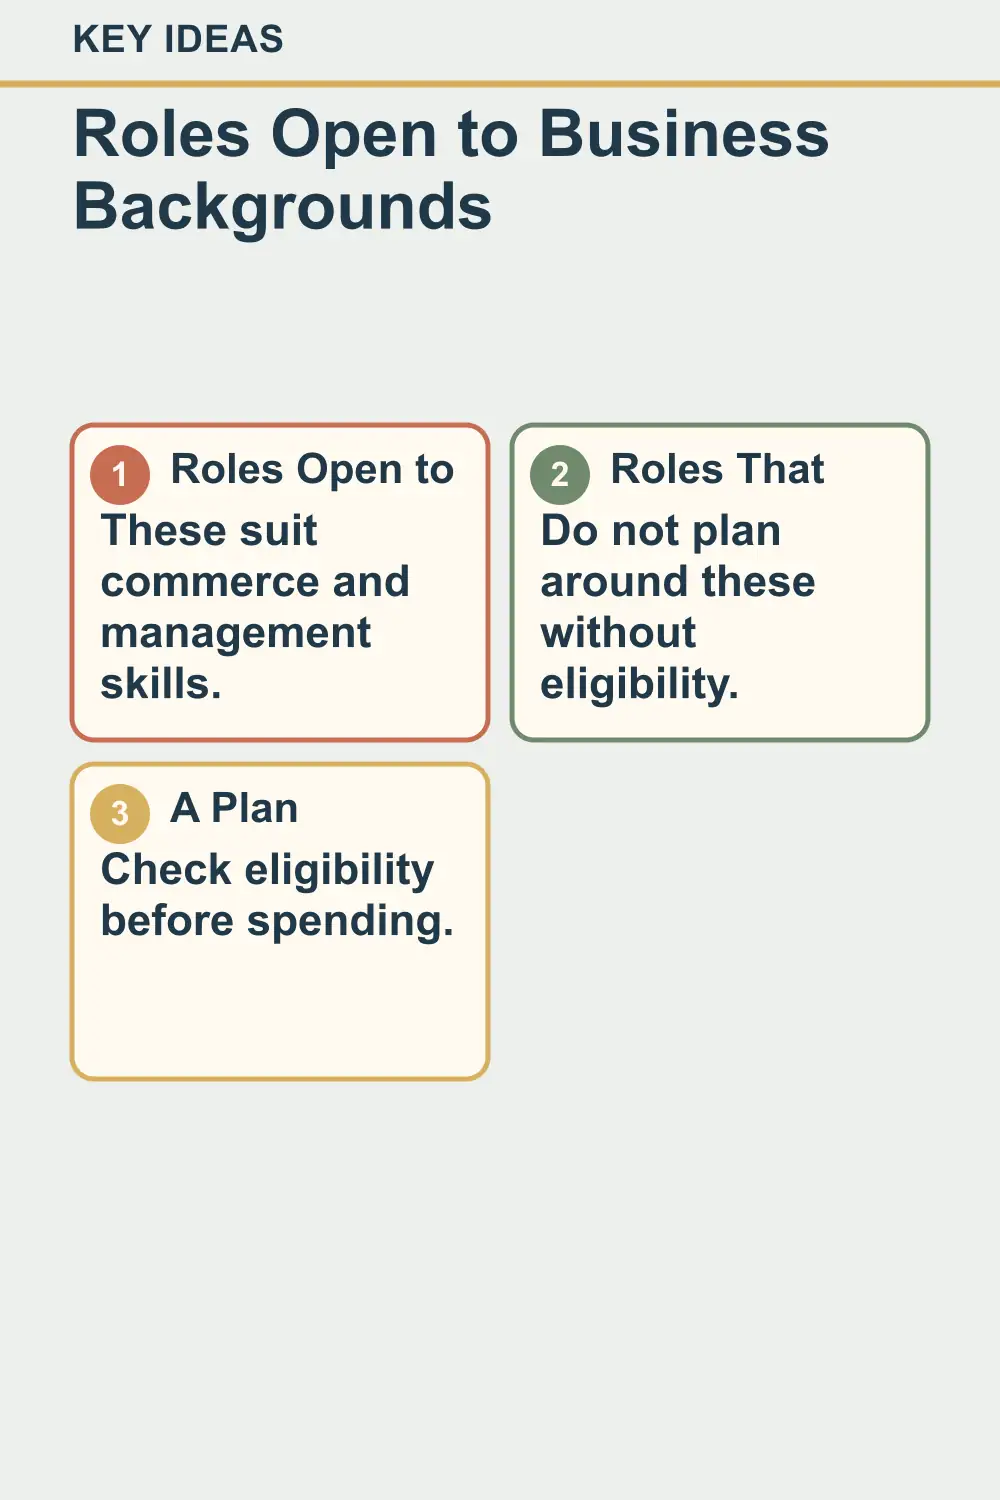 KEY IDEAS
Roles Open to Business
Backgrounds
1 Roles Open to
These suit
commerce and
management
skills.
2 Roles That
Do not plan
around these
without
eligibility.
3 A Plan
Check eligibility
before spending.